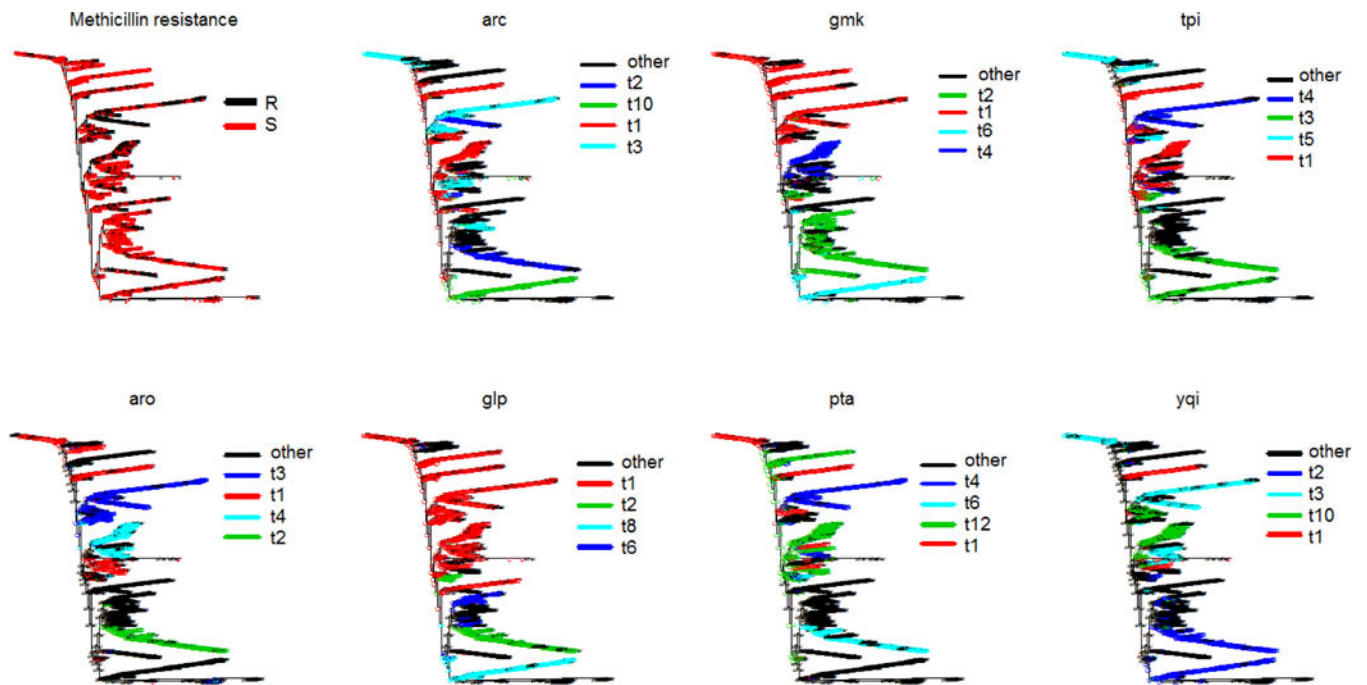 Methicillin resistance
R
S
arc
other
t2
t10
t1
t3
gmk
other
t2
t1
t6
t4
tpi
other
t4
t3
t5
t1
aro
other
t3
t1
t4
t2
glp
other
t1
t2
t8
t6
pta
other
t4
t6
t12
t1
yqi
other
t2
t3
t10
t1